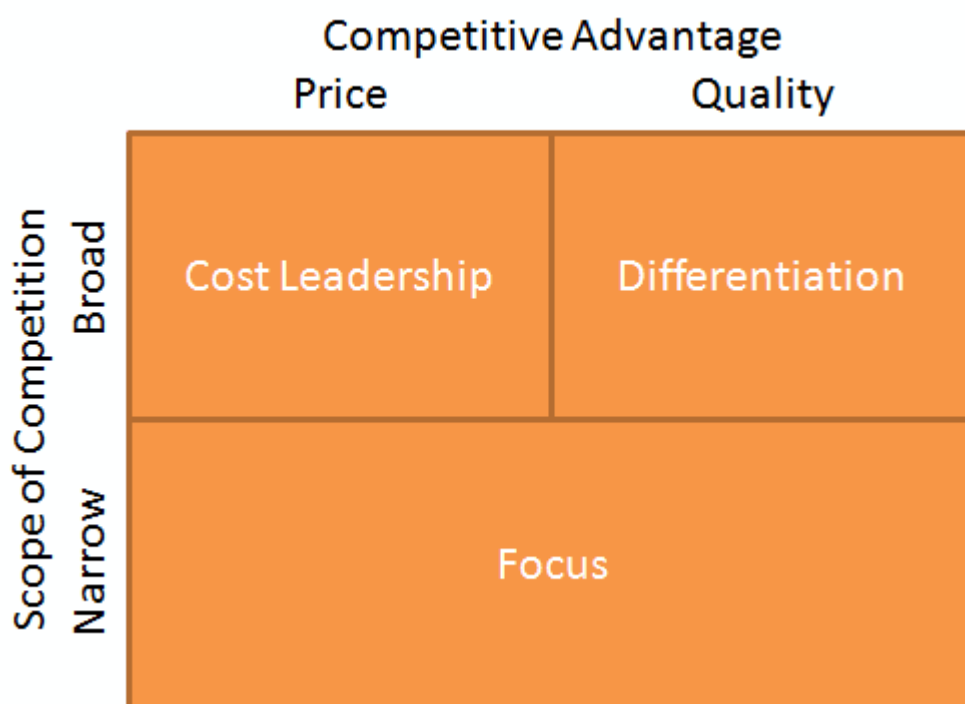 Competitive Advantage
Price Quality
Scope of Competition
Broad
Cost Leadership Differentiation
Narrow
Focus